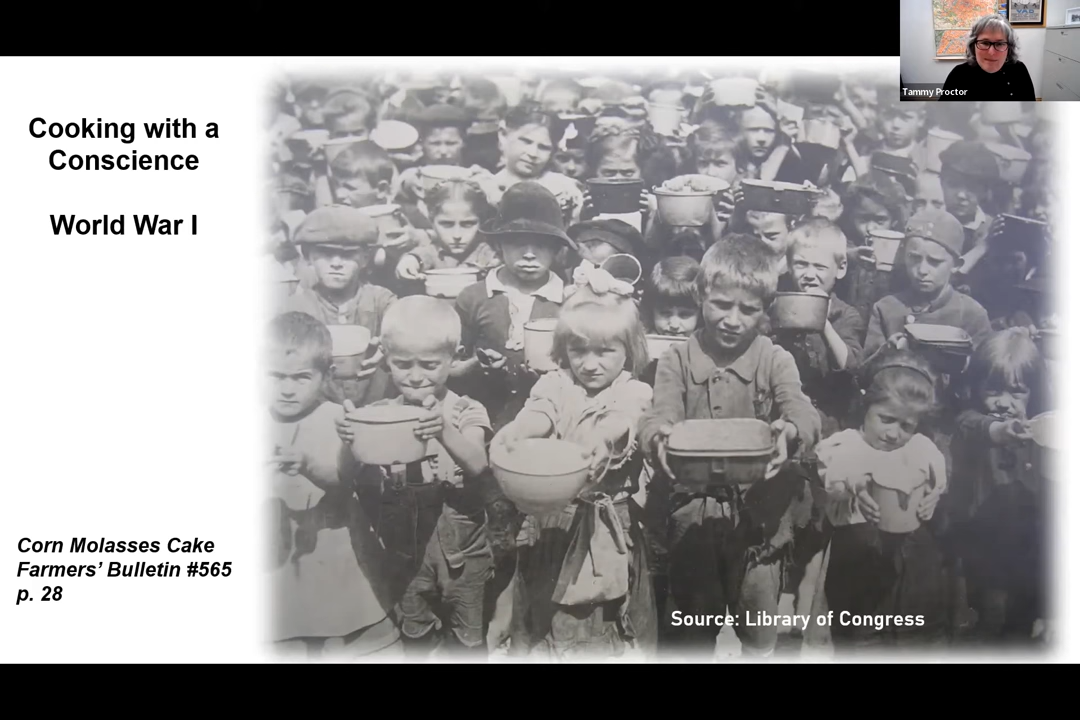 Tammy Proctor
Cooking with a
Conscience
World War I
Corn Molasses Cake
Farmers’ Bulletin #565
p. 28
Source: Library of Congress